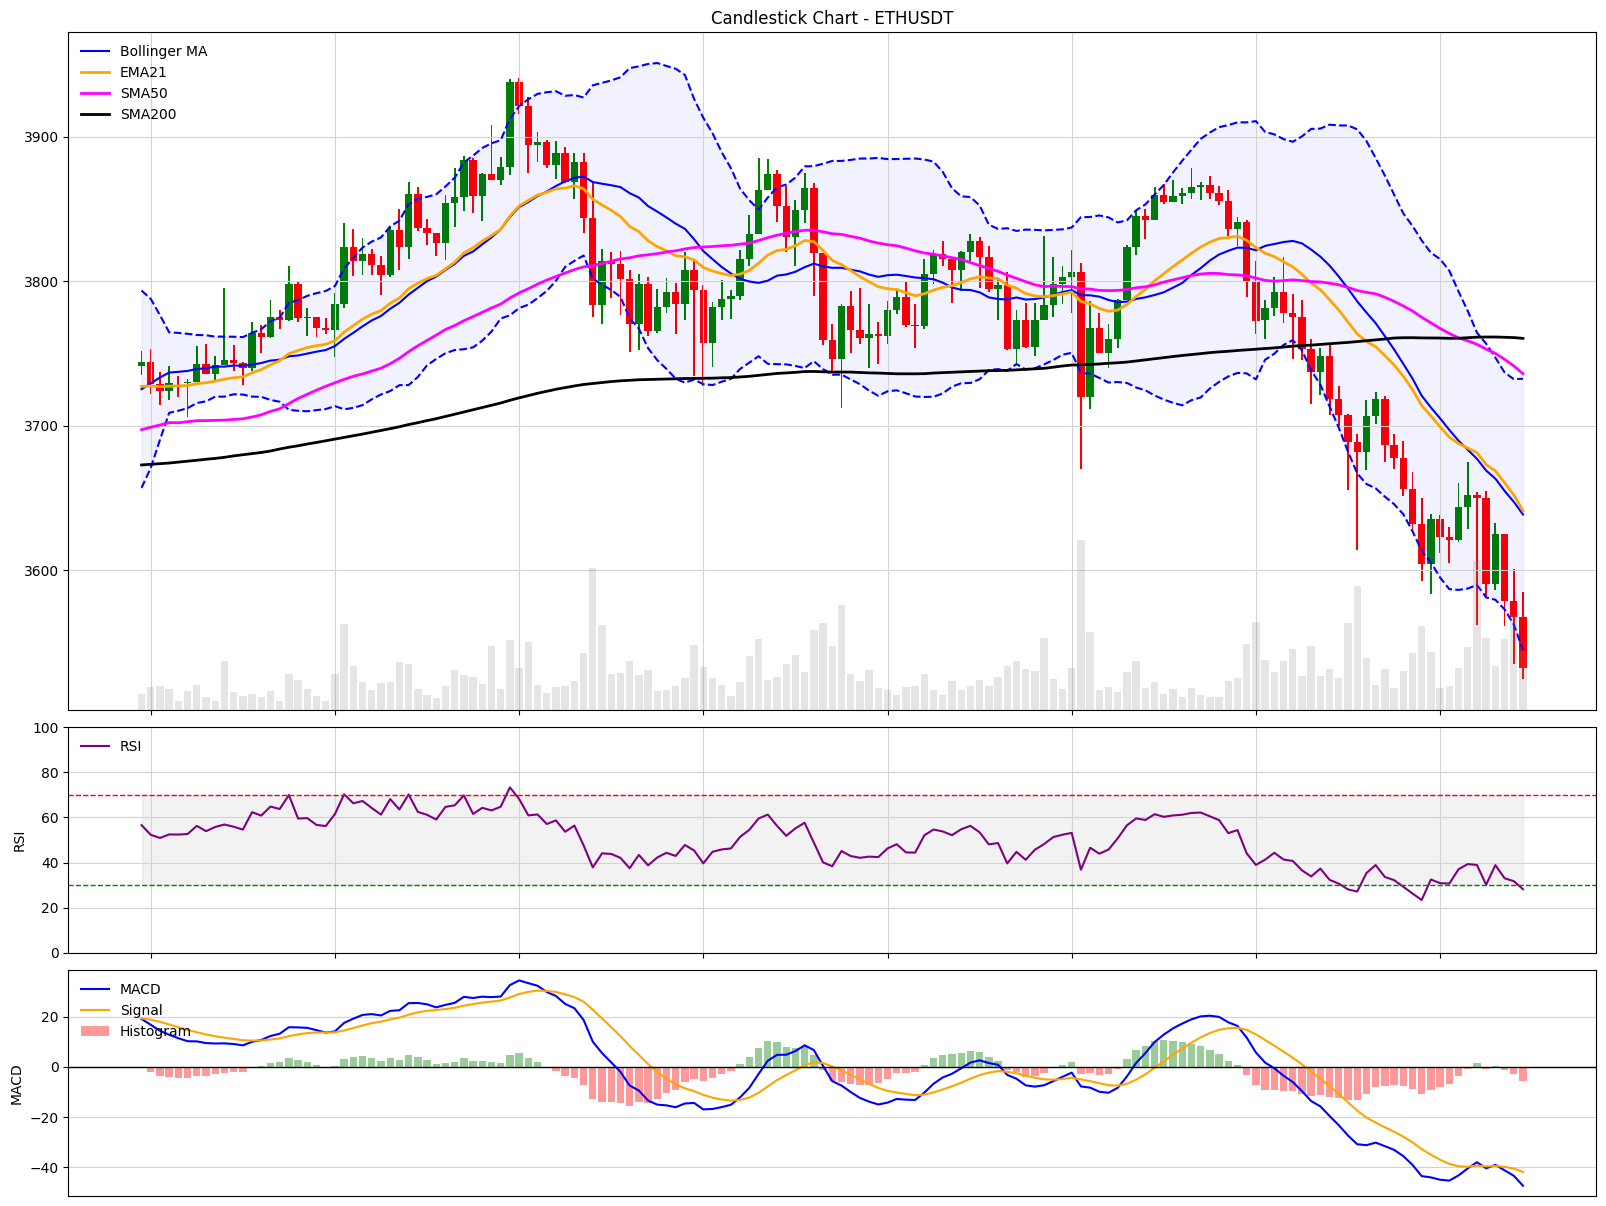 Candlestick Chart - ETHUSDT
Bollinger MA
EMA21
SMA50
SMA200
3900
3800
3700
3600
100
80
60
40
20
0
RSI
RSI
MACD
Signal
Histogram
20
0
−20
−40
MACD